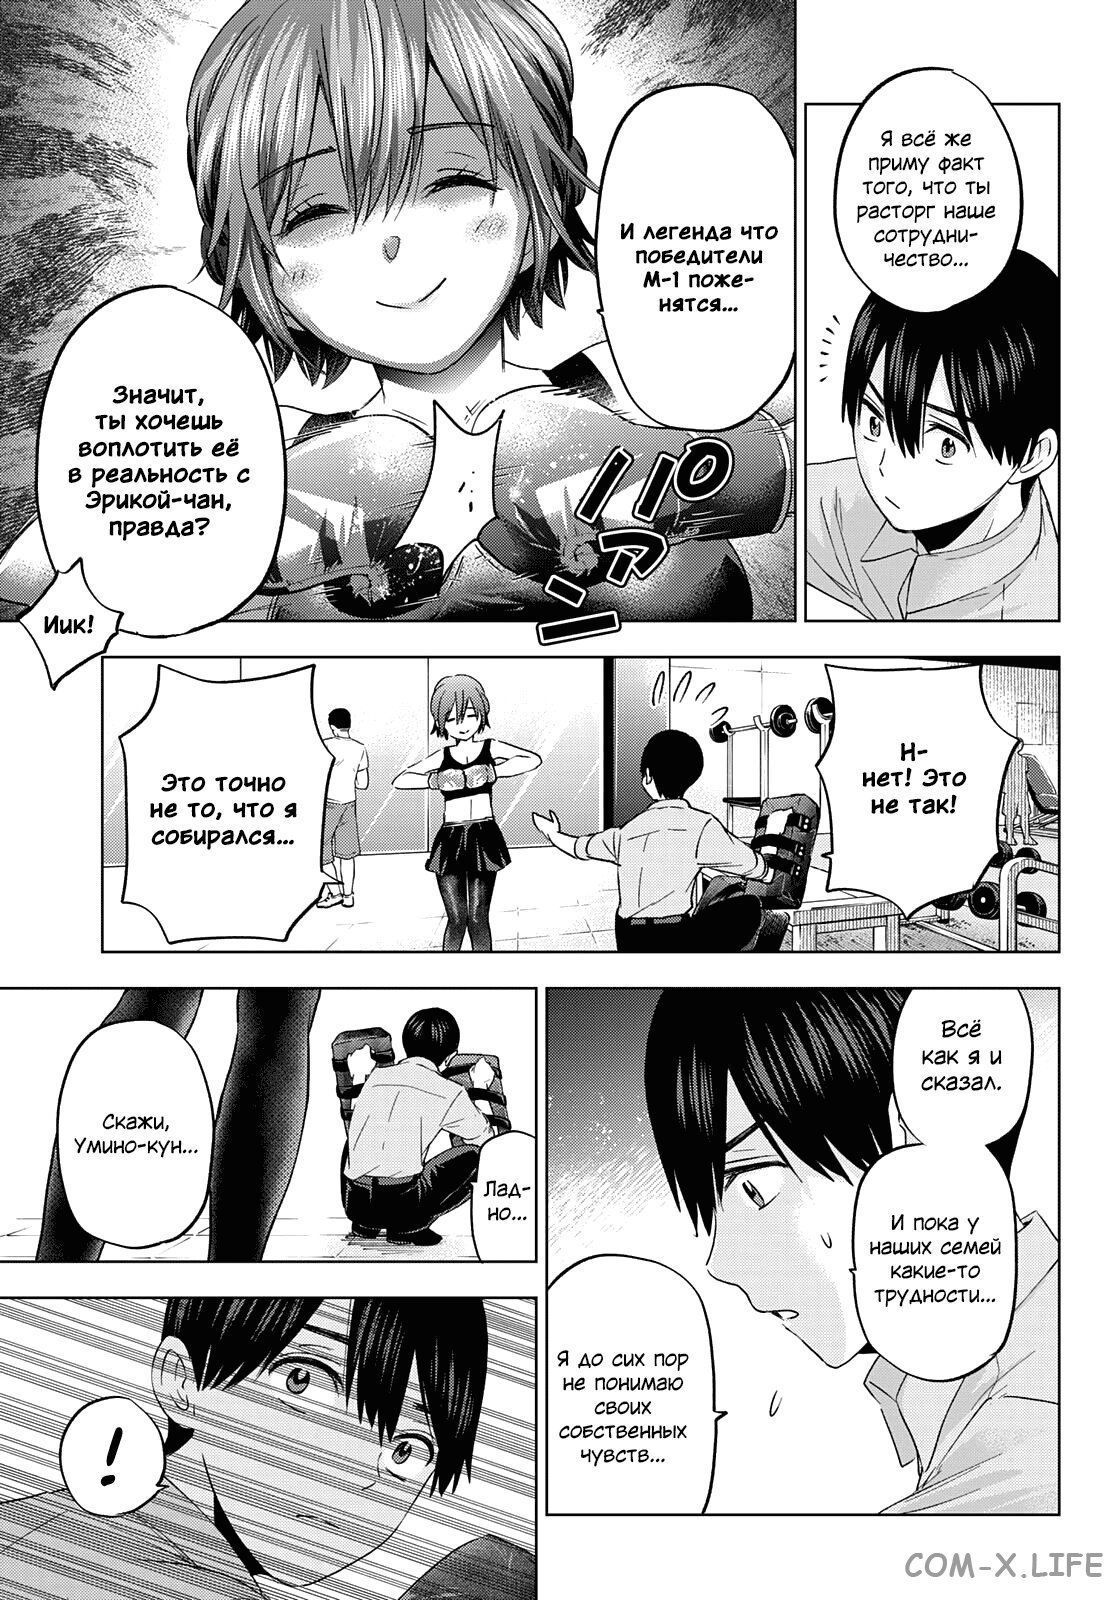 Я всё же
приму факт
того, что ты
расторг наше
сотрудни-
чество...
И легенда что
победители
М-1 поже-
нятся...
Значит,
ты хочешь
воплотить её
в реальность с
Эрикой-чан,
правда?
Иик!
Н-
нет! Это
не так!
Это точно
не то, что я
собирался...
Всё
как я и
сказал.
И пока у
наших семей
какие-то
трудности...
Я до сих пор
не понимаю
своих
собственных
чувств...
Лад-
но...
Скажи,
Умино-кун...
!
COM-X.LIFE